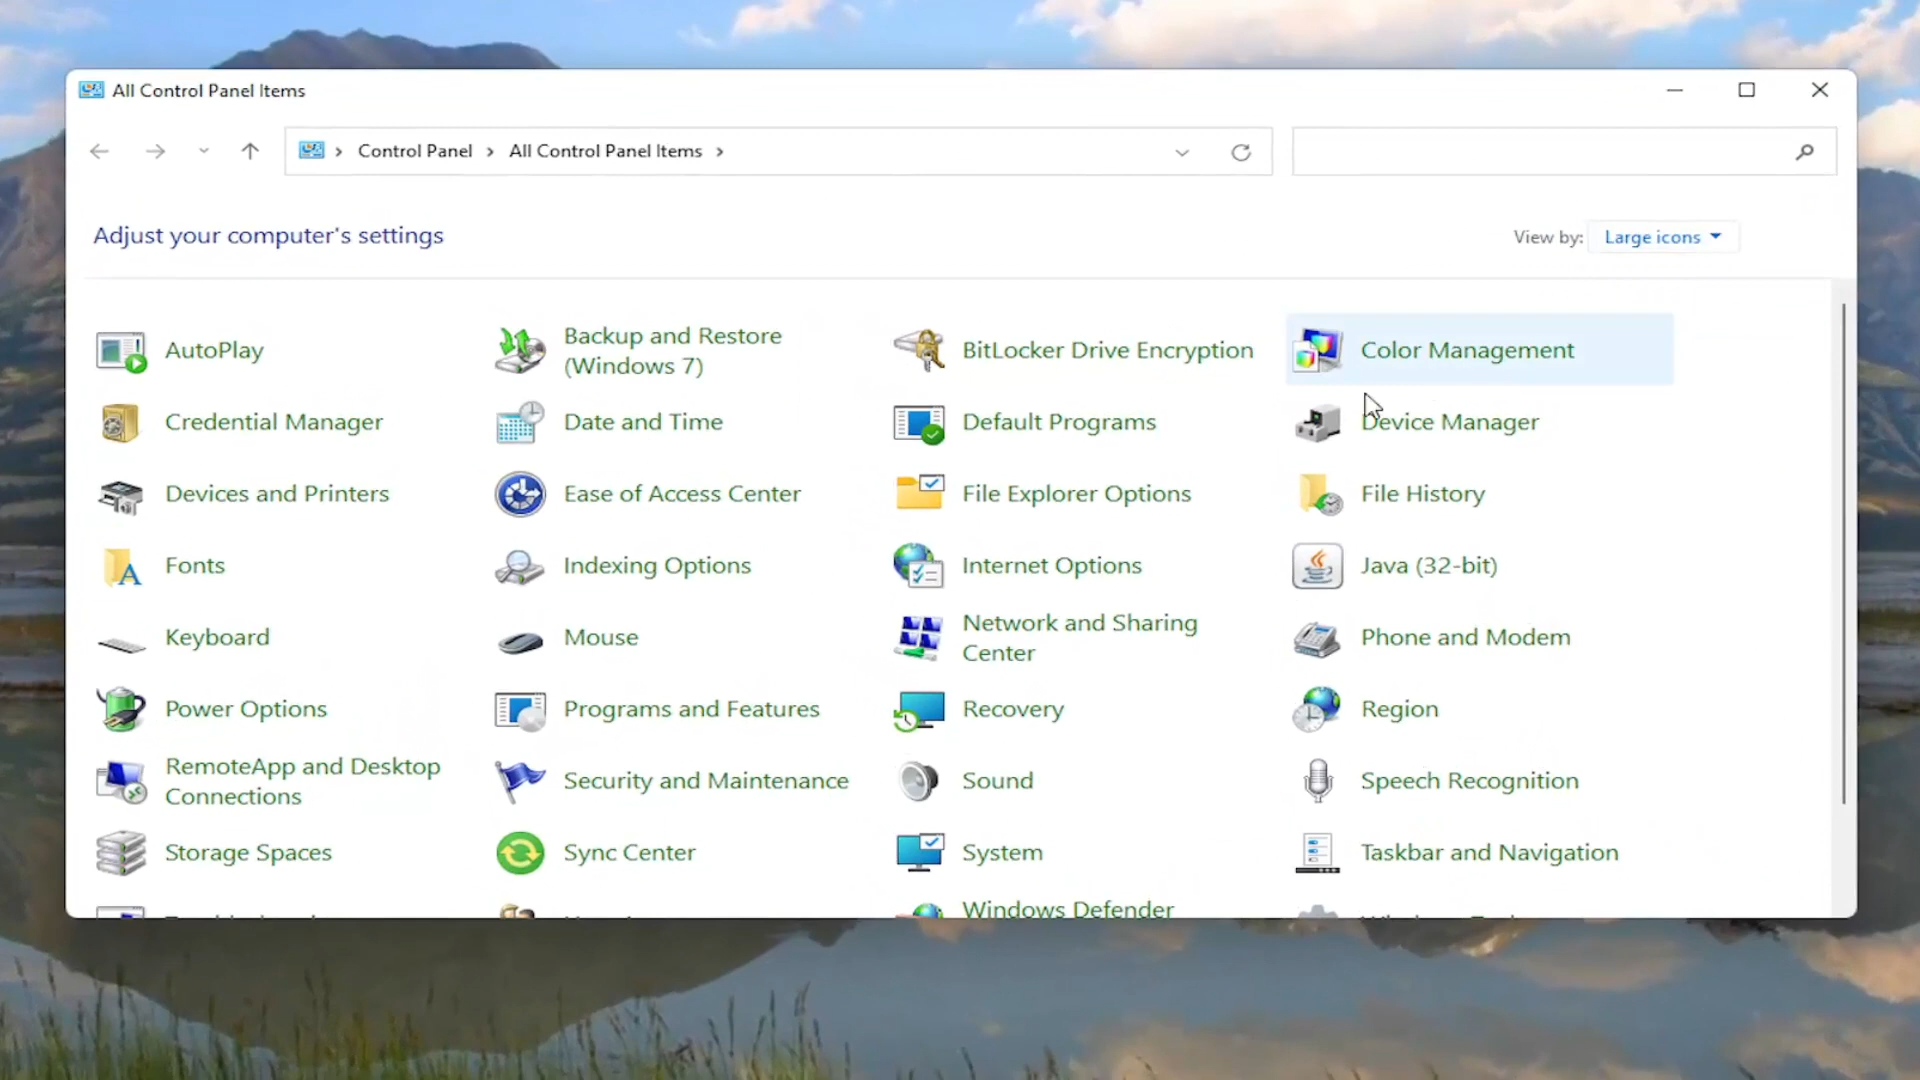 All Control Panel Items
Control Panel
All Control Panel Items
Adjust your computer's settings
View by: Large icons
AutoPlay
Backup and Restore
(Windows 7)
BitLocker Drive Encryption
Color Management
Credential Manager
Date and Time
Default Programs
Device Manager
Devices and Printers
Ease of Access Center
File Explorer Options
File History
Fonts
Indexing Options
Internet Options
Java (32-bit)
Keyboard
Mouse
Network and Sharing
Center
Phone and Modem
Power Options
Programs and Features
Recovery
Region
RemoteApp and Desktop
Connections
Security and Maintenance
Sound
Speech Recognition
Storage Spaces
Sync Center
System
Taskbar and Navigation
Windows Defender